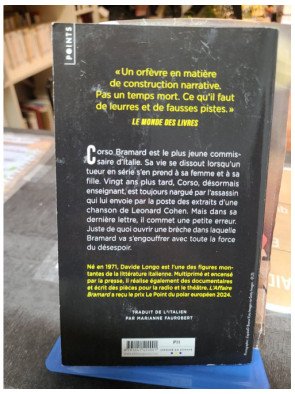 POINTS
« Un orfèvre en matière
de construction narrative.
Pas un temps mort. Ce qu'il faut
de leurres et de fausses pistes. »
LE MONDE DES LIVRES
Corso Bramard est le plus jeune commis-
saire d'Italie. Sa vie se dissout lorsqu'un
tueur en série s'en prend à sa femme et à sa
fille. Vingt ans plus tard, Corso, désormais
enseignant, est toujours nargué par l'assassin
qui lui envoie par la poste des extraits d'une
chanson de Leonard Cohen. Mais dans sa
dernière lettre, il commet une petite erreur.
Juste de quoi ouvrir une brèche dans laquelle
Bramard va s'engouffrer avec toute la force
du désespoir.
Né en 1971, Davide Longo est l'une des figures mon-
tantes de la littérature italienne. Multiprimé et encensé
par la presse, il réalise également des documentaires
et écrit des pièces pour la radio et le théâtre. L'Affaire
Bramard a reçu le prix Le Point du polar européen 2024.
TRADUIT DE L'ITALIEN
PAR MARIANNE FAUROBERT